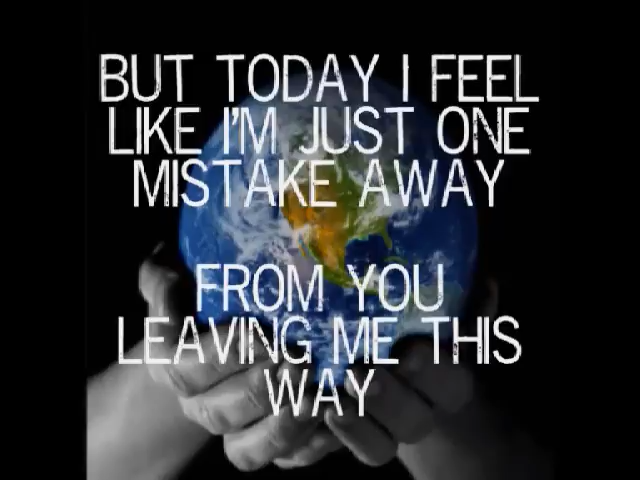 BUT TODAY I FEEL
LIKE I'M JUST ONE
MISTAKE AWAY
FROM YOU
LEAVING ME THIS
WAY